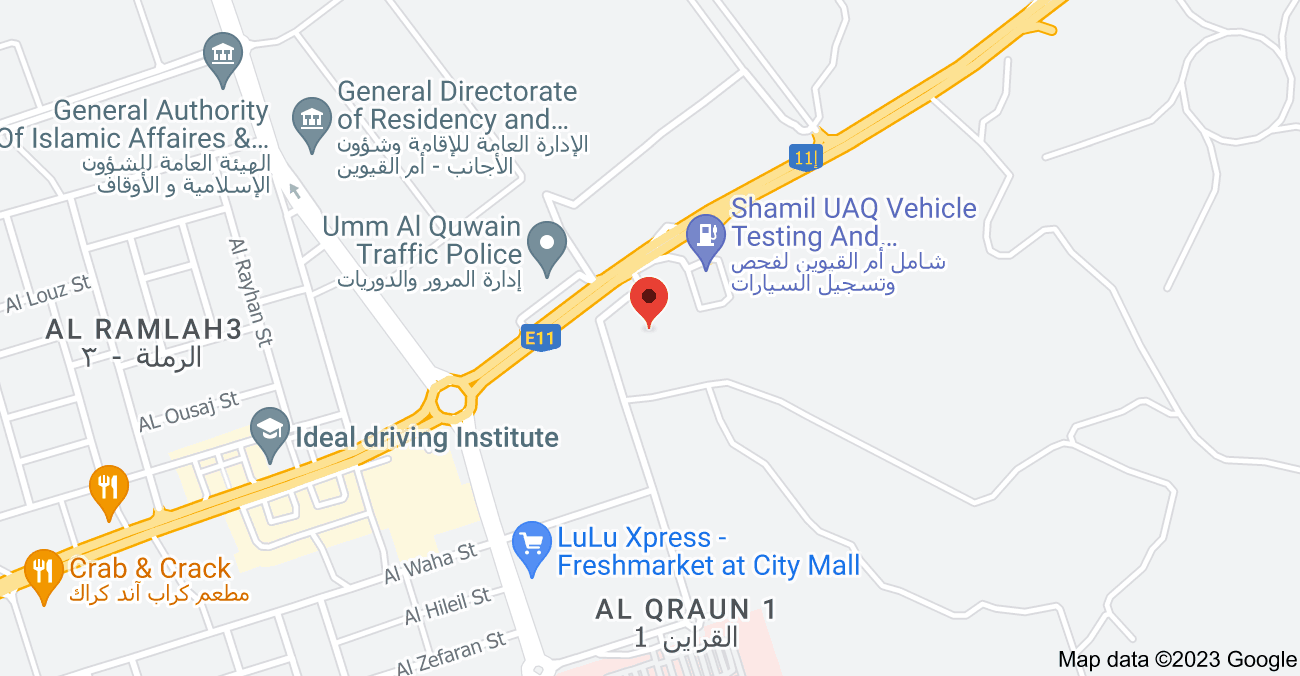 General Authority
Of Islamic Affaires &...
الهيئة العامة للشؤون
الإسلامية و الأوقاف
General Directorate
of Residency and...
الإدارة العامة للإقامة وشؤون
الأجانب - أم القيوين
11إ
Shamil UAQ Vehicle
Testing And...
شامل أم القيوين لفحص
وتسجيل السيارات
Umm Al Quwain
Traffic Police
إدارة المرور والدوريات
Al Rayhan St
Al Louz St
AL RAMLAH3
الرملة - ٣
E11
AL Ousaj St
Ideal driving Institute
Crab & Crack
مطعم كراب آند كراك
LuLu Xpress -
Freshmarket at City Mall
Al Waha St
Al Hileil St
Al Zefaran St
AL QRAUN 1
القراين 1
Map data ©2023 Google